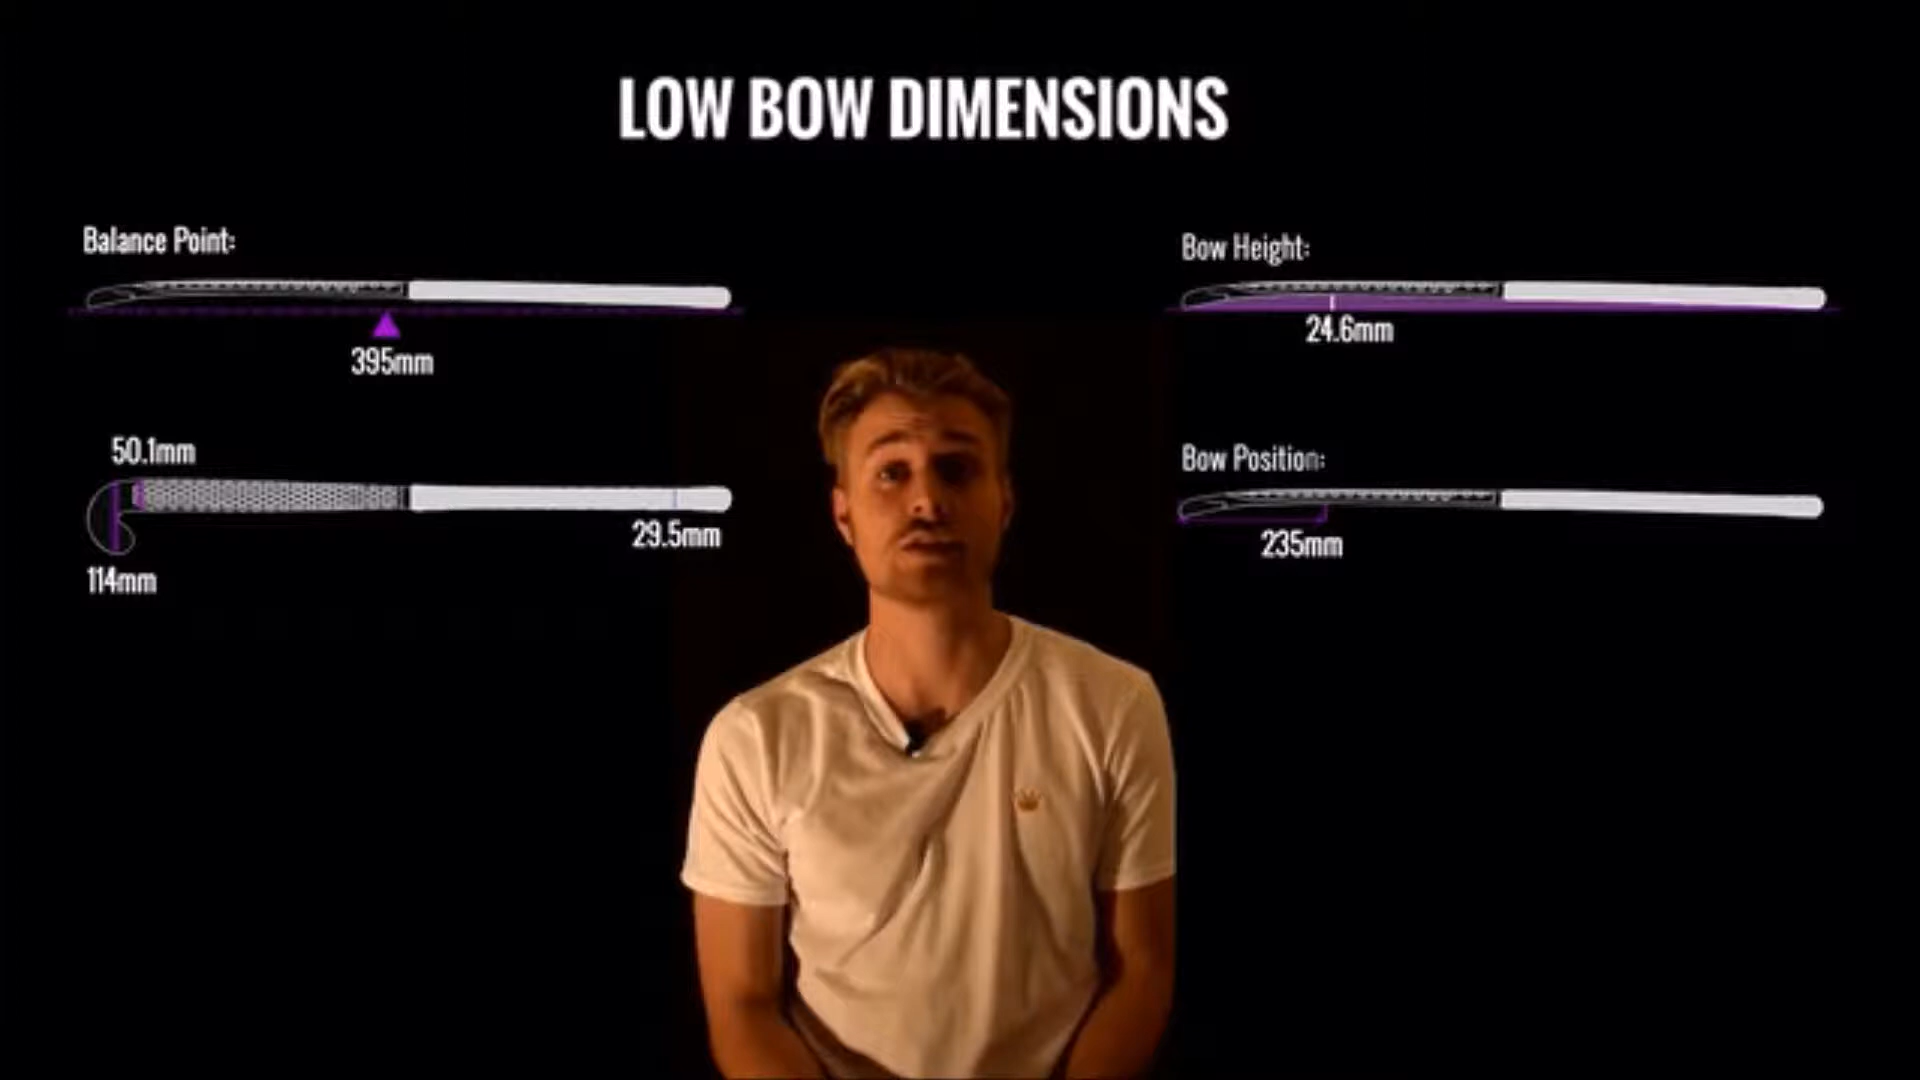 LOW BOW DIMENSIONS
Balance Point:
395mm
50.1mm
29.5mm
114mm
Bow Height:
24.6mm
Bow Position:
235mm